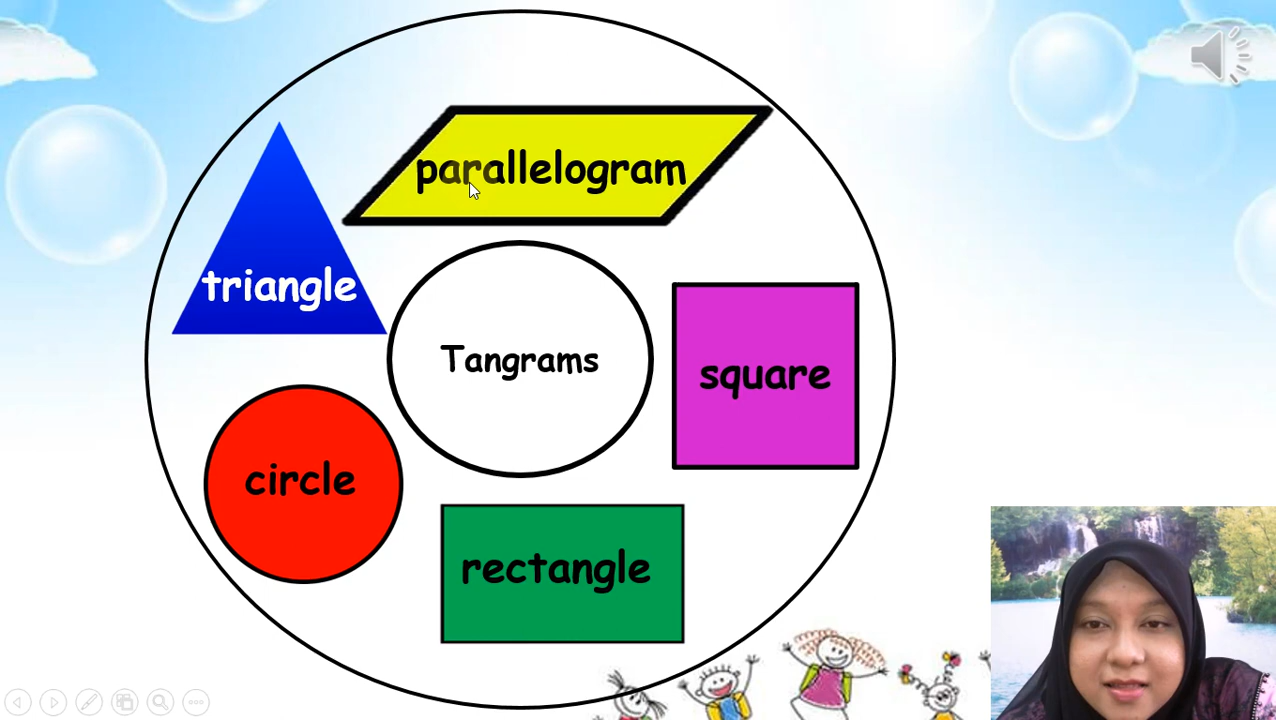 parallelogram
triangle
Tangrams
square
circle
rectangle